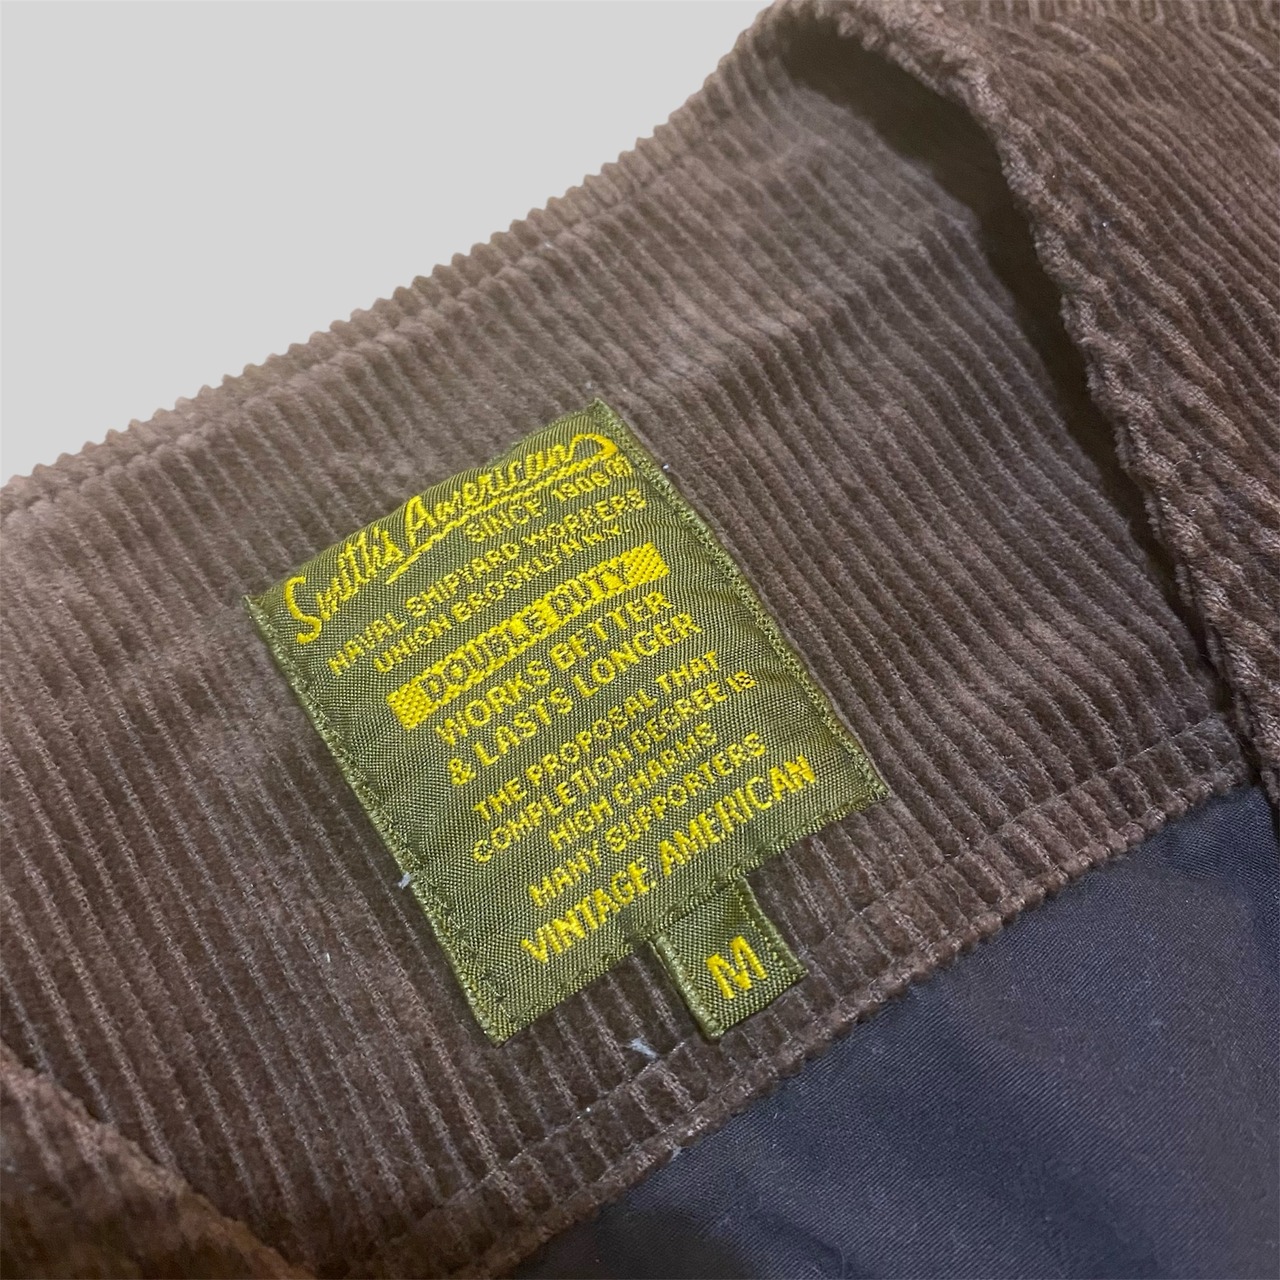 Smith's American
SINCE 1906
NAVAL SHIPYARD WORKERS
UNION BROOKLYN N.Y.
DOUBLE DUTY
WORKS BETTER
& LASTS LONGER
THE PROPOSAL THAT
COMPLETION DEGREE IS
HIGH CHARMS
MANY SUPPORTERS
VINTAGE AMERICAN
M